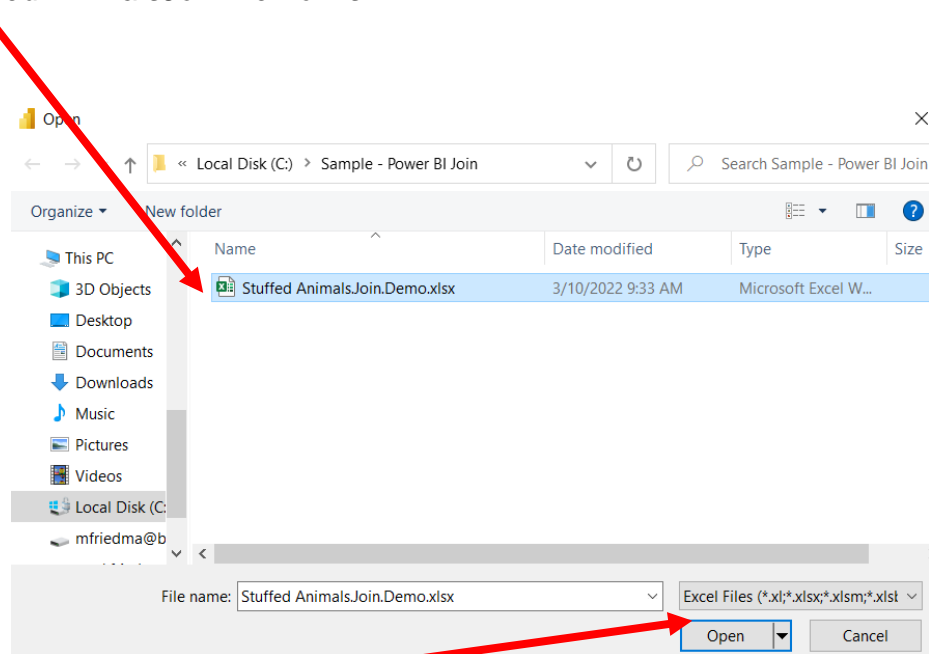 Open
« Local Disk (C:) > Sample - Power BI Join
Search Sample - Power BI Join
Organize
New folder
?
Name
Date modified
Type
Size
Stuffed Animals.Join.Demo.xlsx
3/10/2022 9:33 AM
Microsoft Excel W...
This PC
3D Objects
Desktop
Documents
Downloads
Music
Pictures
Videos
Local Disk (C:
mfriedma@b
File name: Stuffed Animals.Join.Demo.xlsx
Excel Files (*.xl;*.xlsx;*.xlsm;*.xlsb
Open
Cancel